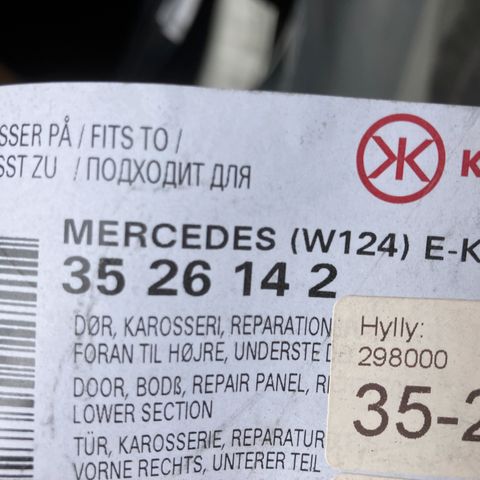 SSER PÅ / FITS TO /
SST ZU / ПОДХОДИТ ДЛЯ
K
MERCEDES (W124) E-K
35 26 14 2
DØR, KAROSSERI, REPARATION
FORAN TIL HØJRE, UNDERSTE D
DOOR, BODß, REPAIR PANEL, RI
LOWER SECTION
TÜR, KAROSSERIE, REPARATUR
VORNE RECHTS, UNTERER TEIL
Hylly:
298000
35-2